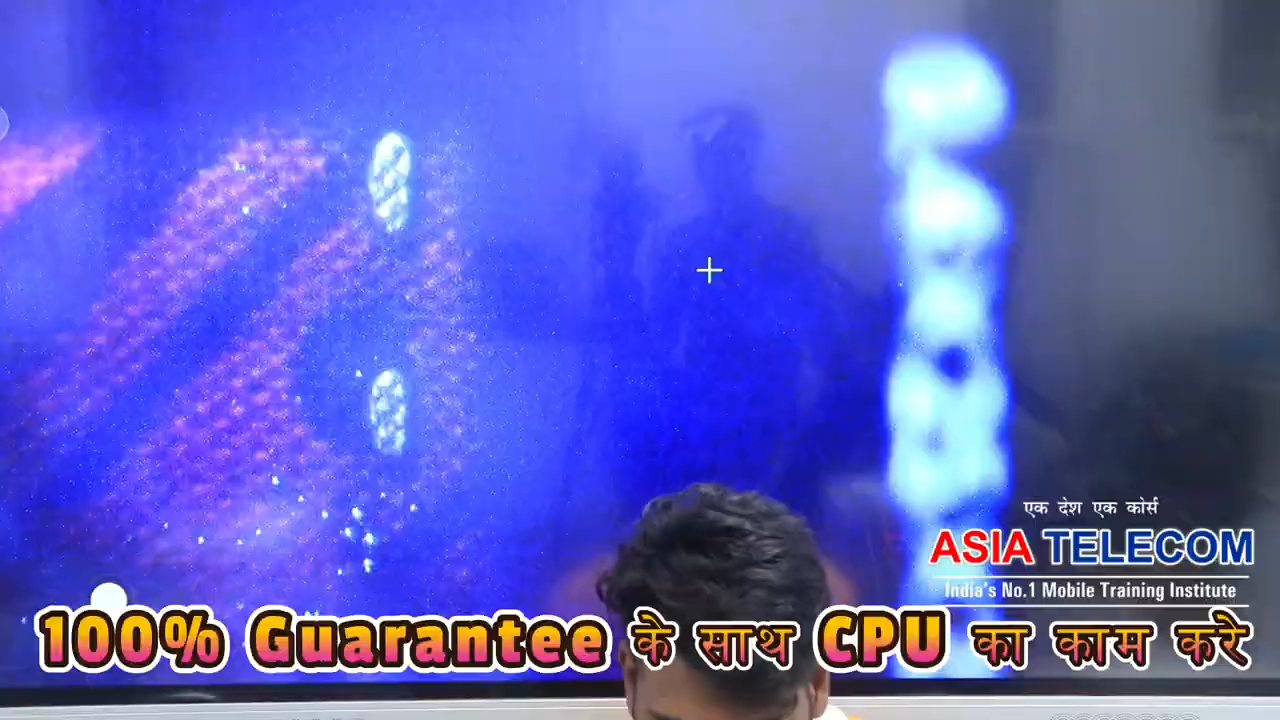 एक देश एक कोर्स
ASIA TELECOM
India's No.1 Mobile Training Institute
100% Guarantee के साथ CPU का काम करे